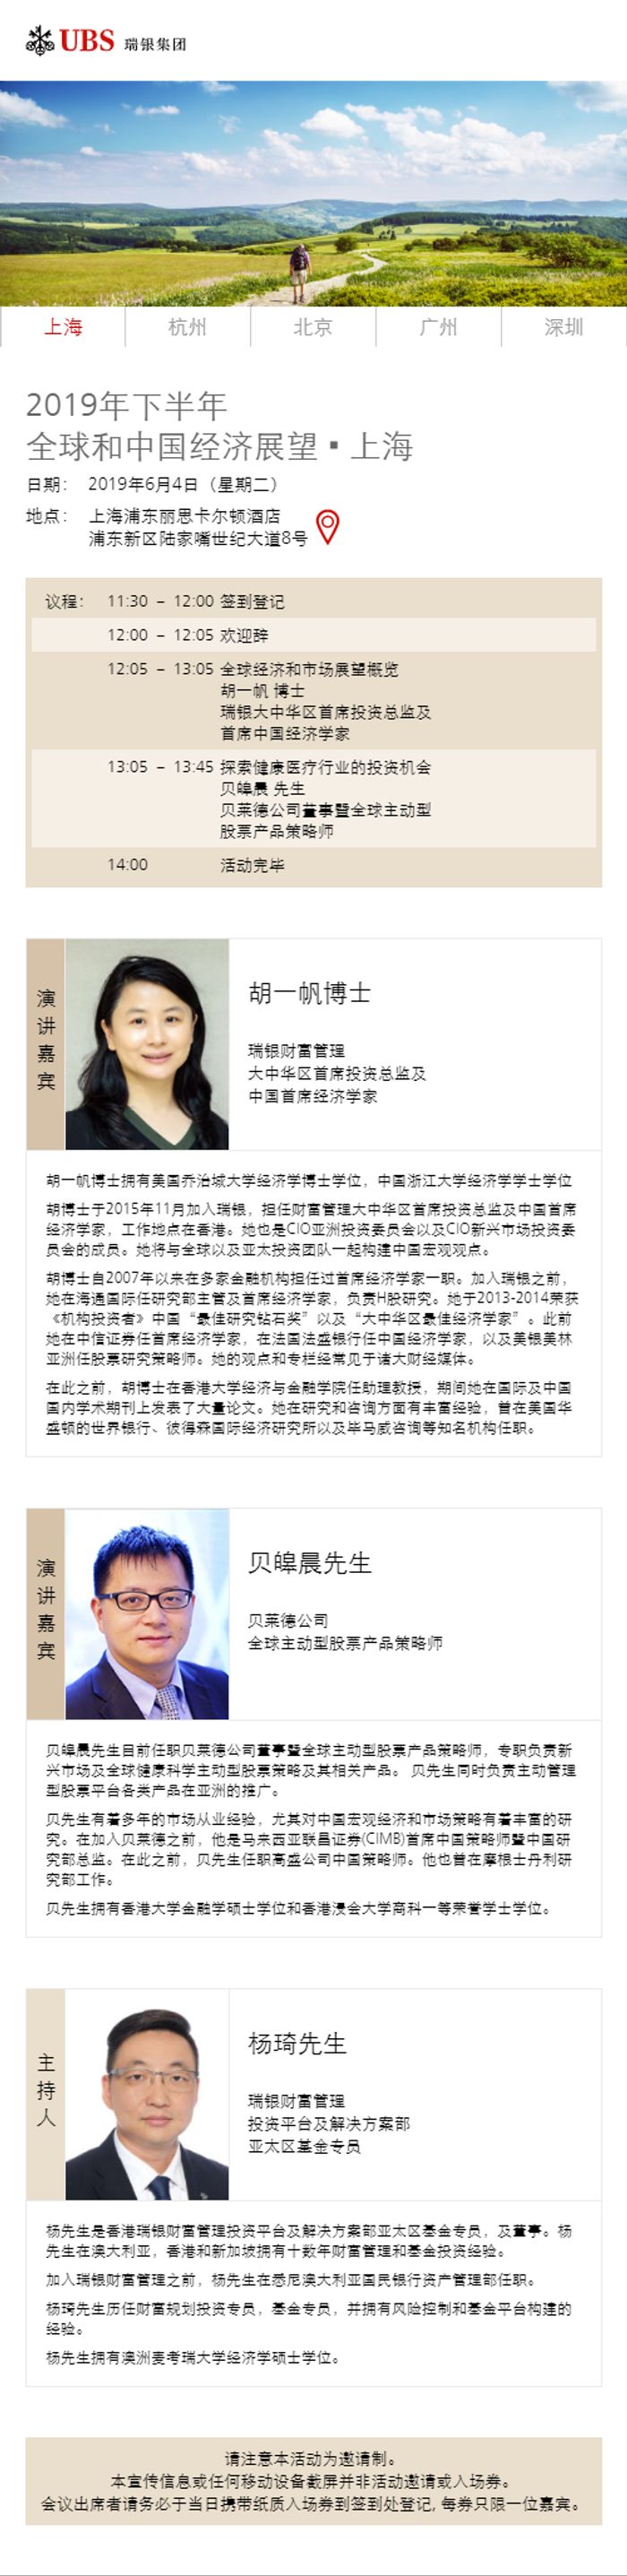 UBS 瑞银集团
上海 杭州 北京 广州 深圳
2019年下半年
全球和中国经济展望▪上海
日期： 2019年6月4日（星期二）
地点： 上海浦东丽思卡尔顿酒店
浦东新区陆家嘴世纪大道8号
议程： 11:30 – 12:00 签到登记
12:00 – 12:05 欢迎辞
12:05 – 13:05 全球经济和市场展望概览
胡一帆 博士
瑞银大中华区首席投资总监及
首席中国经济学家
13:05 – 13:45 探索健康医疗行业的投资机会
贝皞晨 先生
贝莱德公司董事暨全球主动型
股票产品策略师
14:00 活动完毕
演讲嘉宾
胡一帆博士
瑞银财富管理
大中华区首席投资总监及
中国首席经济学家
胡一帆博士拥有美国乔治城大学经济学博士学位，中国浙江大学经济学学士学位
胡博士于2015年11月加入瑞银，担任财富管理大中华区首席投资总监及中国首席
经济学家，工作地点在香港。她也是CIO亚洲投资委员会以及CIO新兴市场投资委
员会的成员。她将与全球以及亚太投资团队一起构建中国宏观观点。
胡博士自2007年以来在多家金融机构担任过首席经济学家一职。加入瑞银之前，
她在海通国际任研究部主管及首席经济学家，负责H股研究。她于2013-2014荣获
《机构投资者》中国“最佳研究钻石奖”以及“大中华区最佳经济学家”。此前
她在中信证券任首席经济学家，在法国法盛银行任中国经济学家，以及美银美林
亚洲任股票研究策略师。她的观点和专栏经常见于诸大财经媒体。
在此之前，胡博士在香港大学经济与金融学院任助理教授，期间她在国际及中国
国内学术期刊上发表了大量论文。她在研究和咨询方面有丰富经验，曾在美国华
盛顿的世界银行、彼得森国际经济研究所以及毕马威咨询等知名机构任职。
演讲嘉宾
贝皞晨先生
贝莱德公司
全球主动型股票产品策略师
贝皞晨先生目前任职贝莱德公司董事暨全球主动型股票产品策略师，专职负责新
兴市场及全球健康科学主动型股票策略及其相关产品。 贝先生同时负责主动管理
型股票平台各类产品在亚洲的推广。
贝先生有着多年的市场从业经验，尤其对中国宏观经济和市场策略有着丰富的研
究。在加入贝莱德之前，他是马来西亚联昌证券(CIMB)首席中国策略师暨中国研
究部总监。在此之前，贝先生任职高盛公司中国策略师。他也曾在摩根士丹利研
究部工作。
贝先生拥有香港大学金融学硕士学位和香港浸会大学商科一等荣誉学士学位。
主持人
杨琦先生
瑞银财富管理
投资平台及解决方案部
亚太区基金专员
杨先生是香港瑞银财富管理投资平台及解决方案部亚太区基金专员，及董事。杨
先生在澳大利亚，香港和新加坡拥有十数年财富管理和基金投资经验。
加入瑞银财富管理之前，杨先生在悉尼澳大利亚国民银行资产管理部任职。
杨琦先生历任财富规划投资专员，基金专员，并拥有风险控制和基金平台构建的
经验。
杨先生拥有澳洲麦考瑞大学经济学硕士学位。
请注意本活动为邀请制。
本宣传信息或任何移动设备截屏并非活动邀请或入场券。
会议出席者请务必于当日携带纸质入场券到签到处登记, 每券只限一位嘉宾。